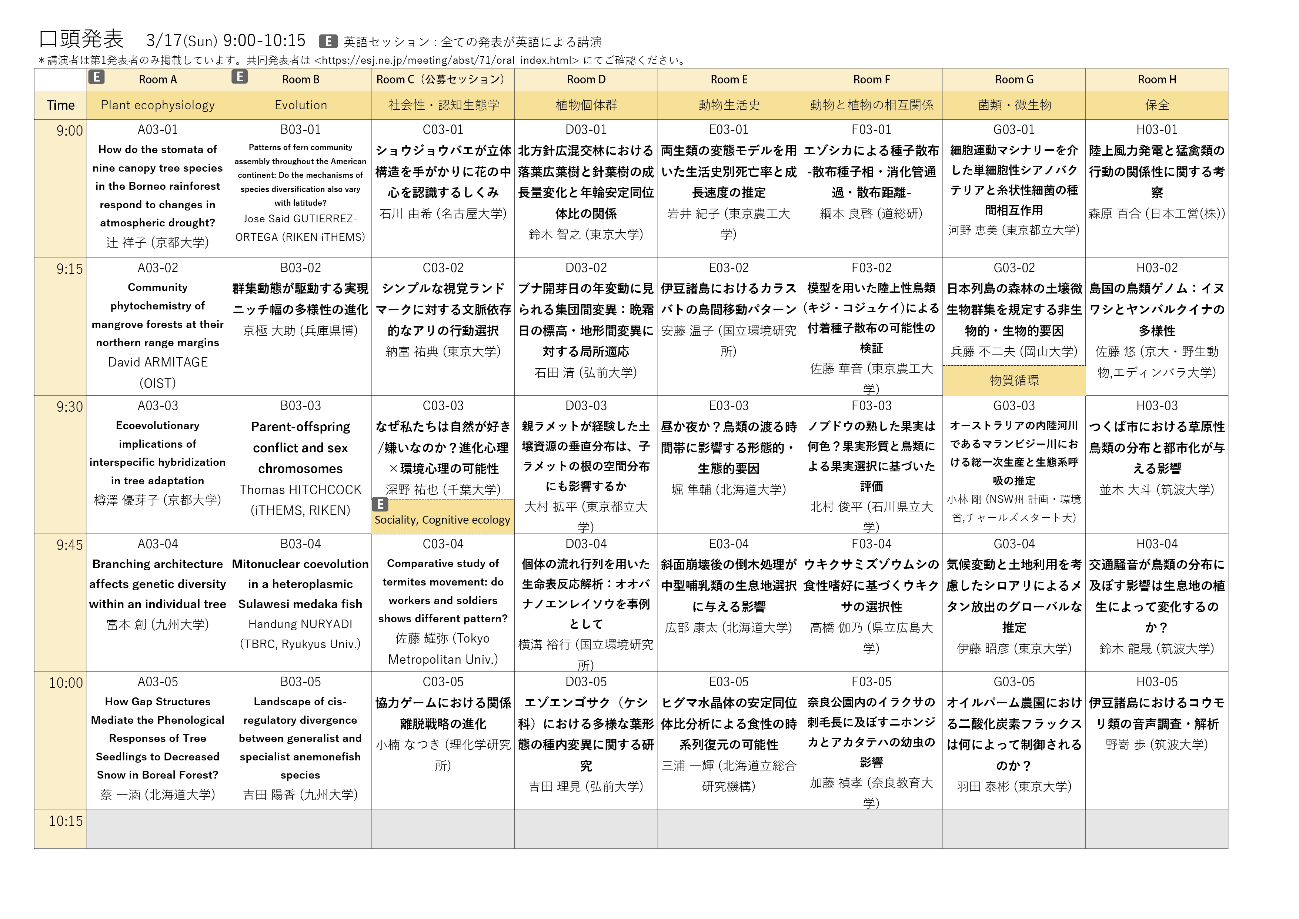 口頭発表 3/17(Sun) 9:00-10:15 E 英語セッション：全ての発表が英語による講演
＊講演者は第1発表者のみ掲載しています。共同発表者は <https://esj.ne.jp/meeting/abst/71/oral_index.html> にてご確認ください。
E Room A
E Room B
Room C（公募セッション）
Room D
Room E
Room F
Room G
Room H
Time
Plant ecophysiology
Evolution
社会性・認知生態学
植物個体群
動物生活史
動物と植物の相互関係
菌類・微生物
保全
9:00
A03-01
How do the stomata of
nine canopy tree species
in the Borneo rainforest
respond to changes in
atmospheric drought?
辻 祥子 (京都大学)
B03-01
Patterns of fern community
assembly throughout the American
continent: Do the mechanisms of
species diversification also vary
with latitude?
Jose Said GUTIERREZ-
ORTEGA (RIKEN iTHEMS)
C03-01
ショウジョウバエが立体
構造を手がかりに花の中
心を認識するしくみ
石川 由希 (名古屋大学)
D03-01
北方針広混交林における
落葉広葉樹と針葉樹の成
長量変化と年輪安定同位
体比の関係
鈴木 智之 (東京大学)
E03-01
両生類の変態モデルを用
いた生活史別死亡率と成
長速度の推定
岩井 紀子 (東京農工大
学)
F03-01
エゾシカによる種子散布
-散布種子相・消化管通
過・散布距離-
綱本 良啓 (道総研)
G03-01
細胞運動マシナリーを介
した単細胞性シアノバク
テリアと糸状性細菌の種
間相互作用
河野 恵美 (東京都立大学)
H03-01
陸上風力発電と猛禽類の
行動の関係性に関する考
察
森原 百合 (日本工営(株))
9:15
A03-02
Community
phytochemistry of
mangrove forests at their
northern range margins
David ARMITAGE
(OIST)
B03-02
群集動態が駆動する実現
ニッチ幅の多様性の進化
京極 大助 (兵庫県博)
C03-02
シンプルな視覚ランド
マークに対する文脈依存
的なアリの行動選択
納富 祐典 (東京大学)
D03-02
ブナ開芽日の年変動に見
られる集団間変異：晩霜
日の標高・地形間変異に
対する局所適応
石田 清 (弘前大学)
E03-02
伊豆諸島におけるカラス
バトの島間移動パターン
安藤 温子 (国立環境研究
所)
F03-02
模型を用いた陸上性鳥類
(キジ・コジュケイ)による
付着種子散布の可能性の
検証
佐藤 華音 (東京農工大
学)
G03-02
日本列島の森林の土壌微
生物群集を規定する非生
物的・生物的要因
兵藤 不二夫 (岡山大学)
物質循環
H03-02
島国の鳥類ゲノム：イヌ
ワシとヤンバルクイナの
多様性
佐藤 悠 (京大・野生動
物,エディンバラ大学)
9:30
A03-03
Ecoevolutionary
implications of
interspecific hybridization
in tree adaptation
樽澤 優芽子 (京都大学)
B03-03
Parent-offspring
conflict and sex
chromosomes
Thomas HITCHCOCK
(iTHEMS, RIKEN)
C03-03
なぜ私たちは自然が好き
/嫌いなのか？進化心理
×環境心理の可能性
深野 祐也 (千葉大学)
E
Sociality, Cognitive ecology
D03-03
親ラメットが経験した土
壌資源の垂直分布は、子
ラメットの根の空間分布
にも影響するか
大村 拡平 (東京都立大
学)
E03-03
昼か夜か？鳥類の渡る時
間帯に影響する形態的・
生態的要因
堀 隼輔 (北海道大学)
F03-03
ノブドウの熟した果実は
何色？果実形質と鳥類に
よる果実選択に基づいた
評価
北村 俊平 (石川県立大
学)
G03-03
オーストラリアの内陸河川
であるマランビジー川にお
ける総一次生産と生態系呼
吸の推定
小林 剛 (NSW州 計画・環境
省,チャールズスタート大)
H03-03
つくば市における草原性
鳥類の分布と都市化が与
える影響
並木 大斗 (筑波大学)
9:45
A03-04
Branching architecture
affects genetic diversity
within an individual tree
富本 創 (九州大学)
B03-04
Mitonuclear coevolution
in a heteroplasmic
Sulawesi medaka fish
Handung NURYADI
(TBRC, Ryukyus Univ.)
C03-04
Comparative study of
termites movement: do
workers and soldiers
shows different pattern?
佐藤 耀弥 (Tokyo
Metropolitan Univ.)
D03-04
個体の流れ行列を用いた
生命表反応解析：オオバ
ナノエンレイソウを事例
として
横溝 裕行 (国立環境研究
所)
E03-04
斜面崩壊後の倒木処理が
中型哺乳類の生息地選択
に与える影響
広部 康太 (北海道大学)
F03-04
ウキクサミズゾウムシの
食性嗜好に基づくウキク
サの選択性
高橋 伽乃 (県立広島大
学)
G03-04
気候変動と土地利用を考
慮したシロアリによるメ
タン放出のグローバルな
推定
伊藤 昭彦 (東京大学)
H03-04
交通騒音が鳥類の分布に
及ぼす影響は生息地の植
生によって変化するの
か？
鈴木 龍晟 (筑波大学)
10:00
A03-05
How Gap Structures
Mediate the Phenological
Responses of Tree
Seedlings to Decreased
Snow in Boreal Forest?
蔡 一涵 (北海道大学)
B03-05
Landscape of cis-
regulatory divergence
between generalist and
specialist anemonefish
species
吉田 陽香 (九州大学)
C03-05
協力ゲームにおける関係
離脱戦略の進化
小楠 なつき (理化学研究
所)
D03-05
エゾエンゴサク（ケシ
科）における多様な葉形
態の種内変異に関する研
究
吉田 理見 (弘前大学)
E03-05
ヒグマ水晶体の安定同位
体比分析による食性の時
系列復元の可能性
三浦 一輝 (北海道立総合
研究機構)
F03-05
奈良公園内のイラクサの
刺毛長に及ぼすニホンジ
カとアカタテハの幼虫の
影響
加藤 禎孝 (奈良教育大
学)
G03-05
オイルパーム農園におけ
る二酸化炭素フラックス
は何によって制御される
のか？
羽田 泰彬 (東京大学)
H03-05
伊豆諸島におけるコウモ
リ類の音声調査・解析
野嵜 歩 (筑波大学)
10:15